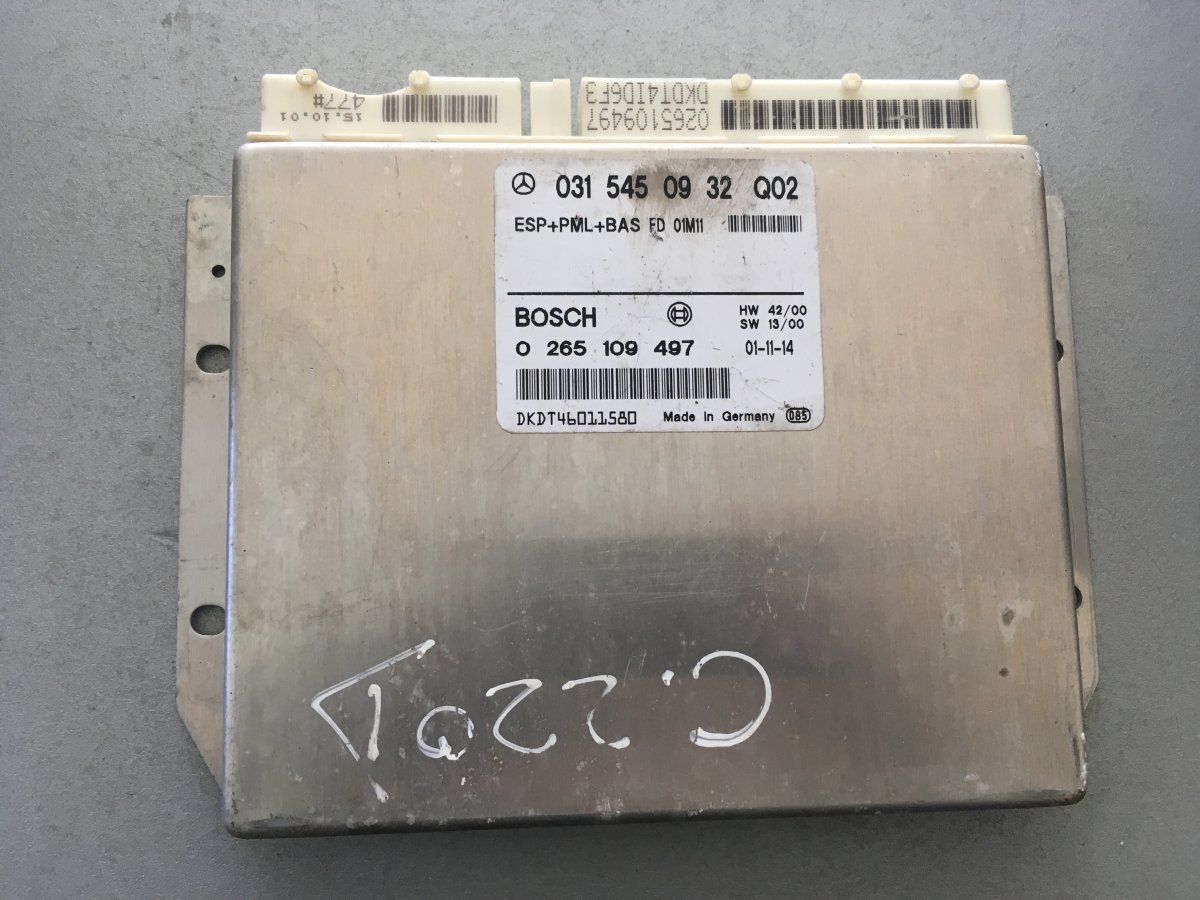 15.10.01
477#
0265109497
DKDT41D6F3
031 545 09 32 Q02
ESP+PML+BAS FD 01M11
BOSCH
HW 42/00
SW 13/00
0 265 109 497
01-11-14
DKDT46011580
Made in Germany
085
C.220